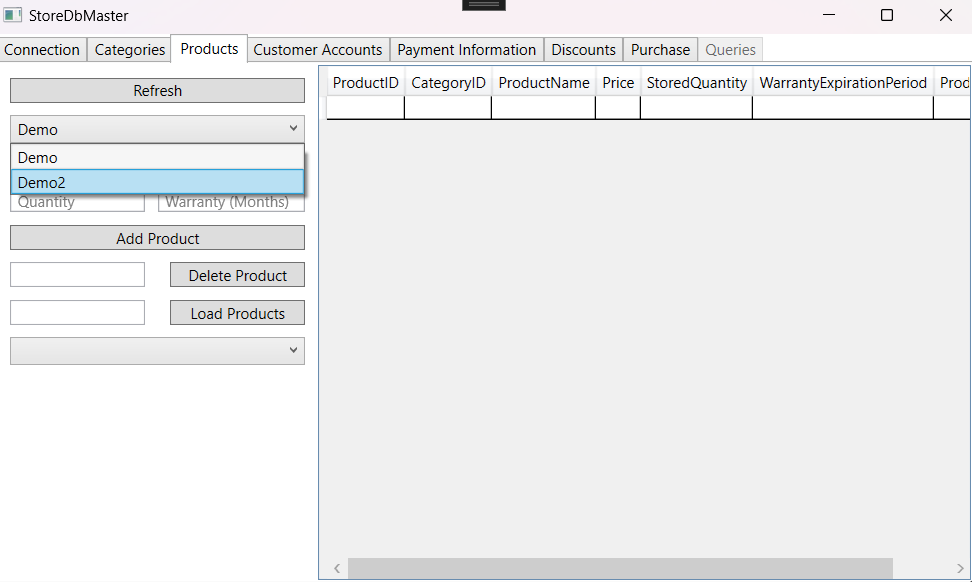 StoreDbMaster
Connection Categories Products Customer Accounts Payment Information Discounts Purchase Queries
Refresh
Demo
Demo
Demo2
Quantity Warranty (Months)
Add Product
Delete Product
Load Products
ProductID CategoryID ProductName Price StoredQuantity WarrantyExpirationPeriod Prod